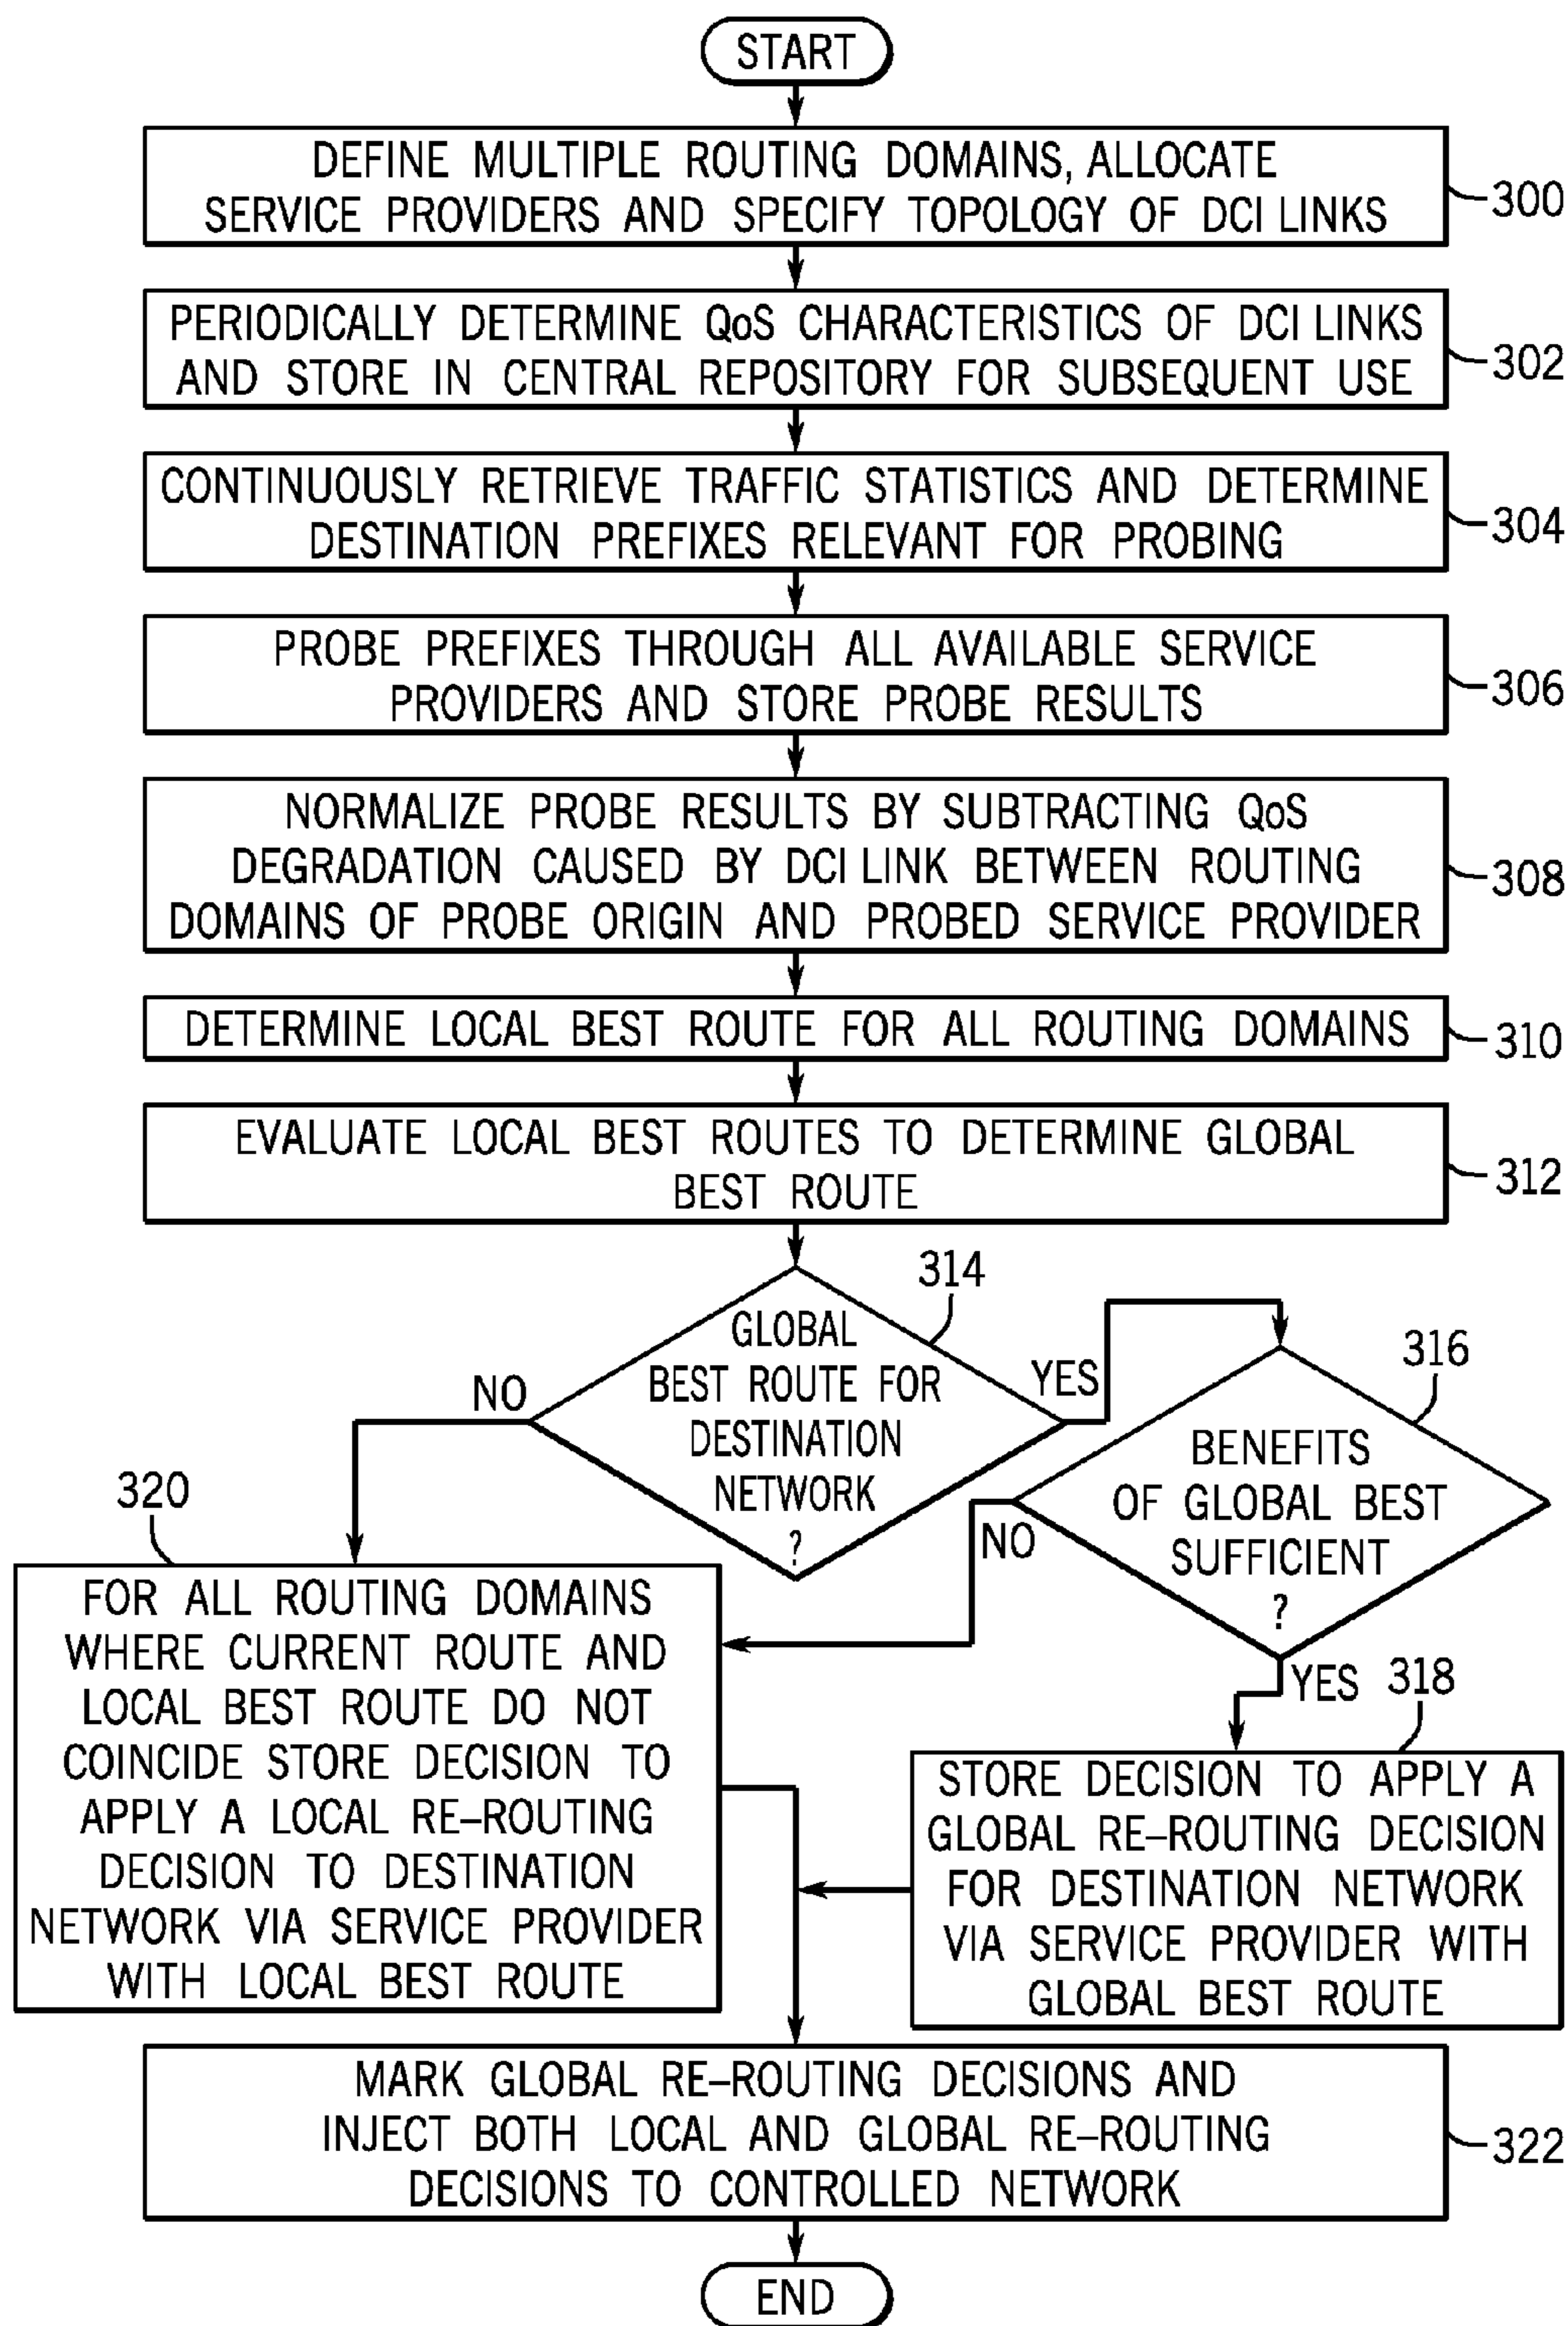 START
DEFINE MULTIPLE ROUTING DOMAINS, ALLOCATE
SERVICE PROVIDERS AND SPECIFY TOPOLOGY OF DCI LINKS
300
PERIODICALLY DETERMINE QoS CHARACTERISTICS OF DCI LINKS
AND STORE IN CENTRAL REPOSITORY FOR SUBSEQUENT USE
302
CONTINUOUSLY RETRIEVE TRAFFIC STATISTICS AND DETERMINE
DESTINATION PREFIXES RELEVANT FOR PROBING
304
PROBE PREFIXES THROUGH ALL AVAILABLE SERVICE
PROVIDERS AND STORE PROBE RESULTS
306
NORMALIZE PROBE RESULTS BY SUBTRACTING QoS
DEGRADATION CAUSED BY DCI LINK BETWEEN ROUTING
DOMAINS OF PROBE ORIGIN AND PROBED SERVICE PROVIDER
308
DETERMINE LOCAL BEST ROUTE FOR ALL ROUTING DOMAINS
310
EVALUATE LOCAL BEST ROUTES TO DETERMINE GLOBAL
BEST ROUTE
312
314
GLOBAL
BEST ROUTE FOR
DESTINATION
NETWORK
?
NO
YES
316
BENEFITS
OF GLOBAL BEST
SUFFICIENT
?
NO
YES
320
FOR ALL ROUTING DOMAINS
WHERE CURRENT ROUTE AND
LOCAL BEST ROUTE DO NOT
COINCIDE STORE DECISION TO
APPLY A LOCAL RE–ROUTING
DECISION TO DESTINATION
NETWORK VIA SERVICE PROVIDER
WITH LOCAL BEST ROUTE
318
STORE DECISION TO APPLY A
GLOBAL RE–ROUTING DECISION
FOR DESTINATION NETWORK
VIA SERVICE PROVIDER WITH
GLOBAL BEST ROUTE
MARK GLOBAL RE–ROUTING DECISIONS AND
INJECT BOTH LOCAL AND GLOBAL RE–ROUTING
DECISIONS TO CONTROLLED NETWORK
322
END